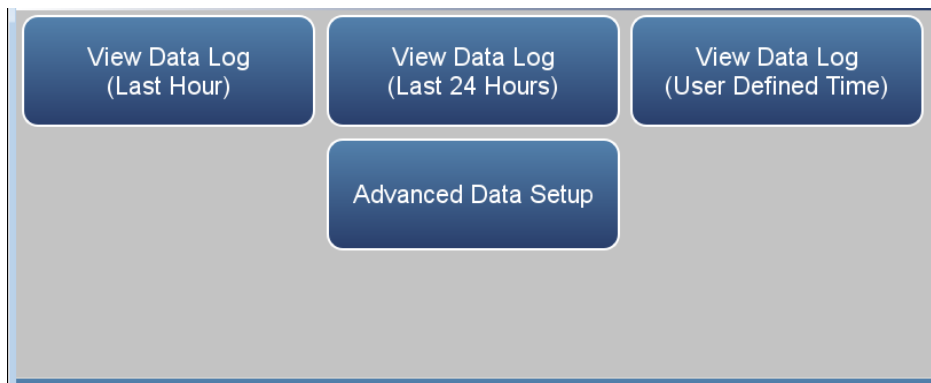 View Data Log
(Last Hour)
View Data Log
(Last 24 Hours)
View Data Log
(User Defined Time)
Advanced Data Setup